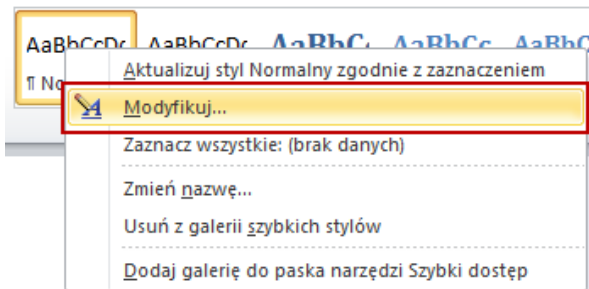 AaBbCcDc AaBbCcDc AaBbC AaBbCc AaBbC
¶ No
Aktualizuj styl Normalny zgodnie z zaznaczeniem
Modyfikuj...
Zaznacz wszystkie: (brak danych)
Zmień nazwę...
Usuń z galerii szybkich stylów
Dodaj galerię do paska narzędzi Szybki dostęp